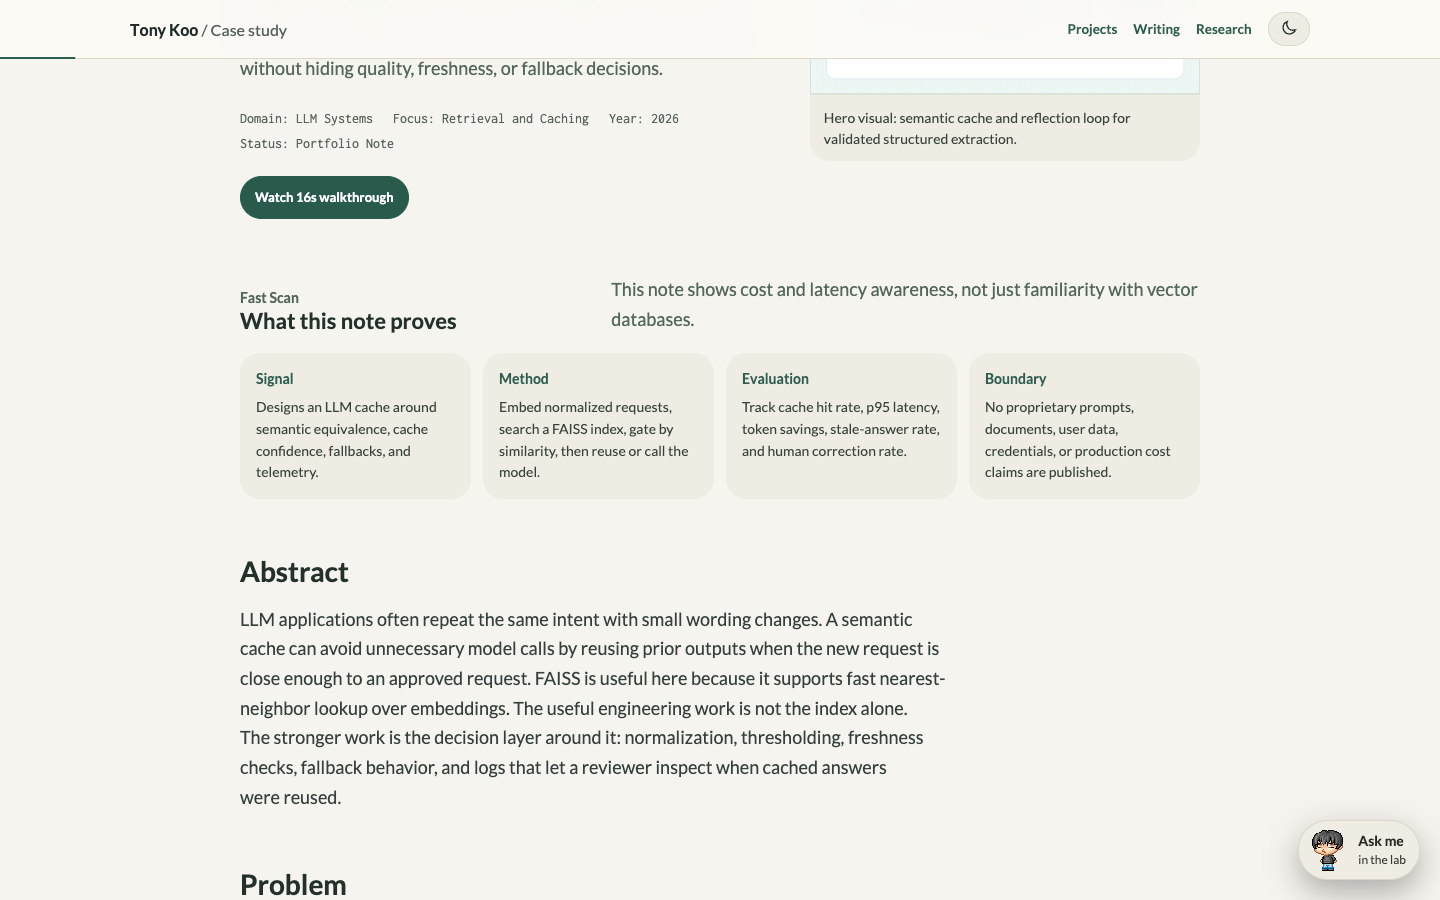 Tony Koo / Case study
Projects Writing Research
without hiding quality, freshness, or fallback decisions.
Domain: LLM Systems Focus: Retrieval and Caching Year: 2026
Status: Portfolio Note
Watch 16s walkthrough
Hero visual: semantic cache and reflection loop for
validated structured extraction.
Fast Scan
What this note proves
This note shows cost and latency awareness, not just familiarity with vector
databases.
Signal
Designs an LLM cache around
semantic equivalence, cache
confidence, fallbacks, and
telemetry.
Method
Embed normalized requests,
search a FAISS index, gate by
similarity, then reuse or call the
model.
Evaluation
Track cache hit rate, p95 latency,
token savings, stale-answer rate,
and human correction rate.
Boundary
No proprietary prompts,
documents, user data,
credentials, or production cost
claims are published.
Abstract
LLM applications often repeat the same intent with small wording changes. A semantic
cache can avoid unnecessary model calls by reusing prior outputs when the new request is
close enough to an approved request. FAISS is useful here because it supports fast nearest-
neighbor lookup over embeddings. The useful engineering work is not the index alone.
The stronger work is the decision layer around it: normalization, thresholding, freshness
checks, fallback behavior, and logs that let a reviewer inspect when cached answers
were reused.
Problem
Ask me
in the lab